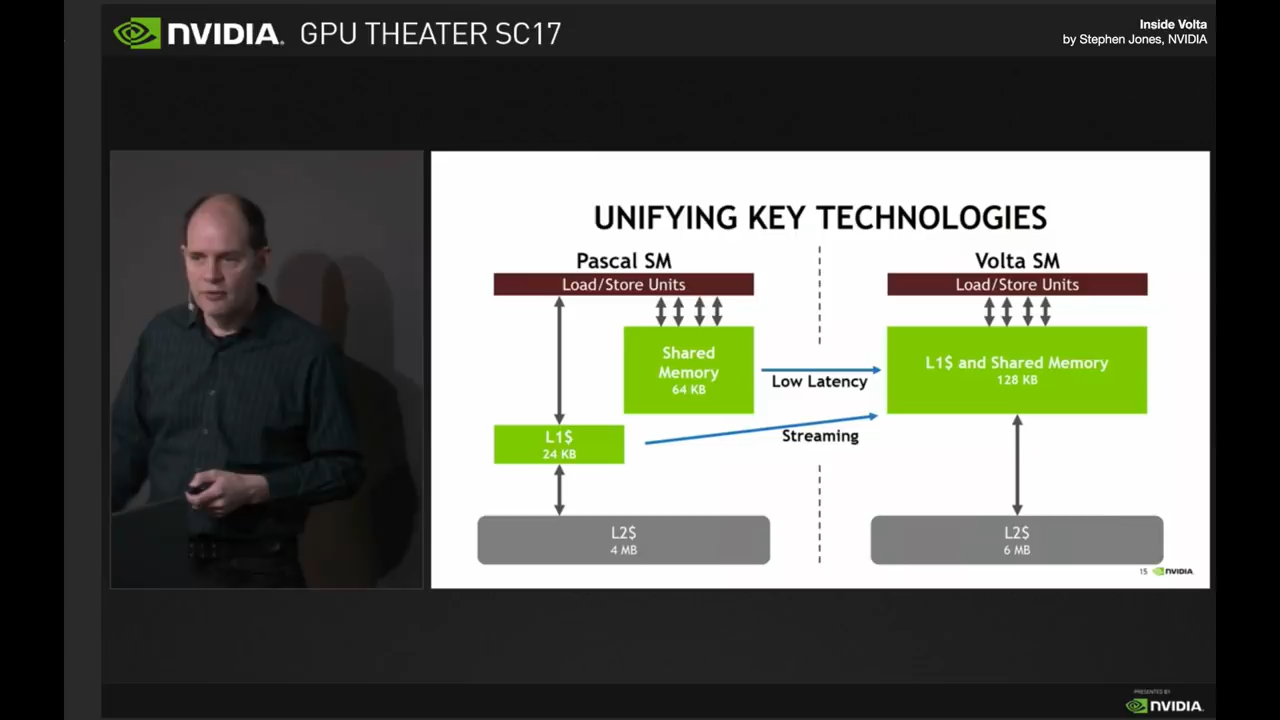 NVIDIA. GPU THEATER SC17
Inside Volta
by Stephen Jones, NVIDIA
UNIFYING KEY TECHNOLOGIES
Pascal SM
Load/Store Units
Shared
Memory
64 KB
L1$
24 KB
L2$
4 MB
Low Latency
Streaming
Volta SM
Load/Store Units
L1$ and Shared Memory
128 KB
L2$
6 MB
15 NVIDIA
PRESENTED BY
NVIDIA.